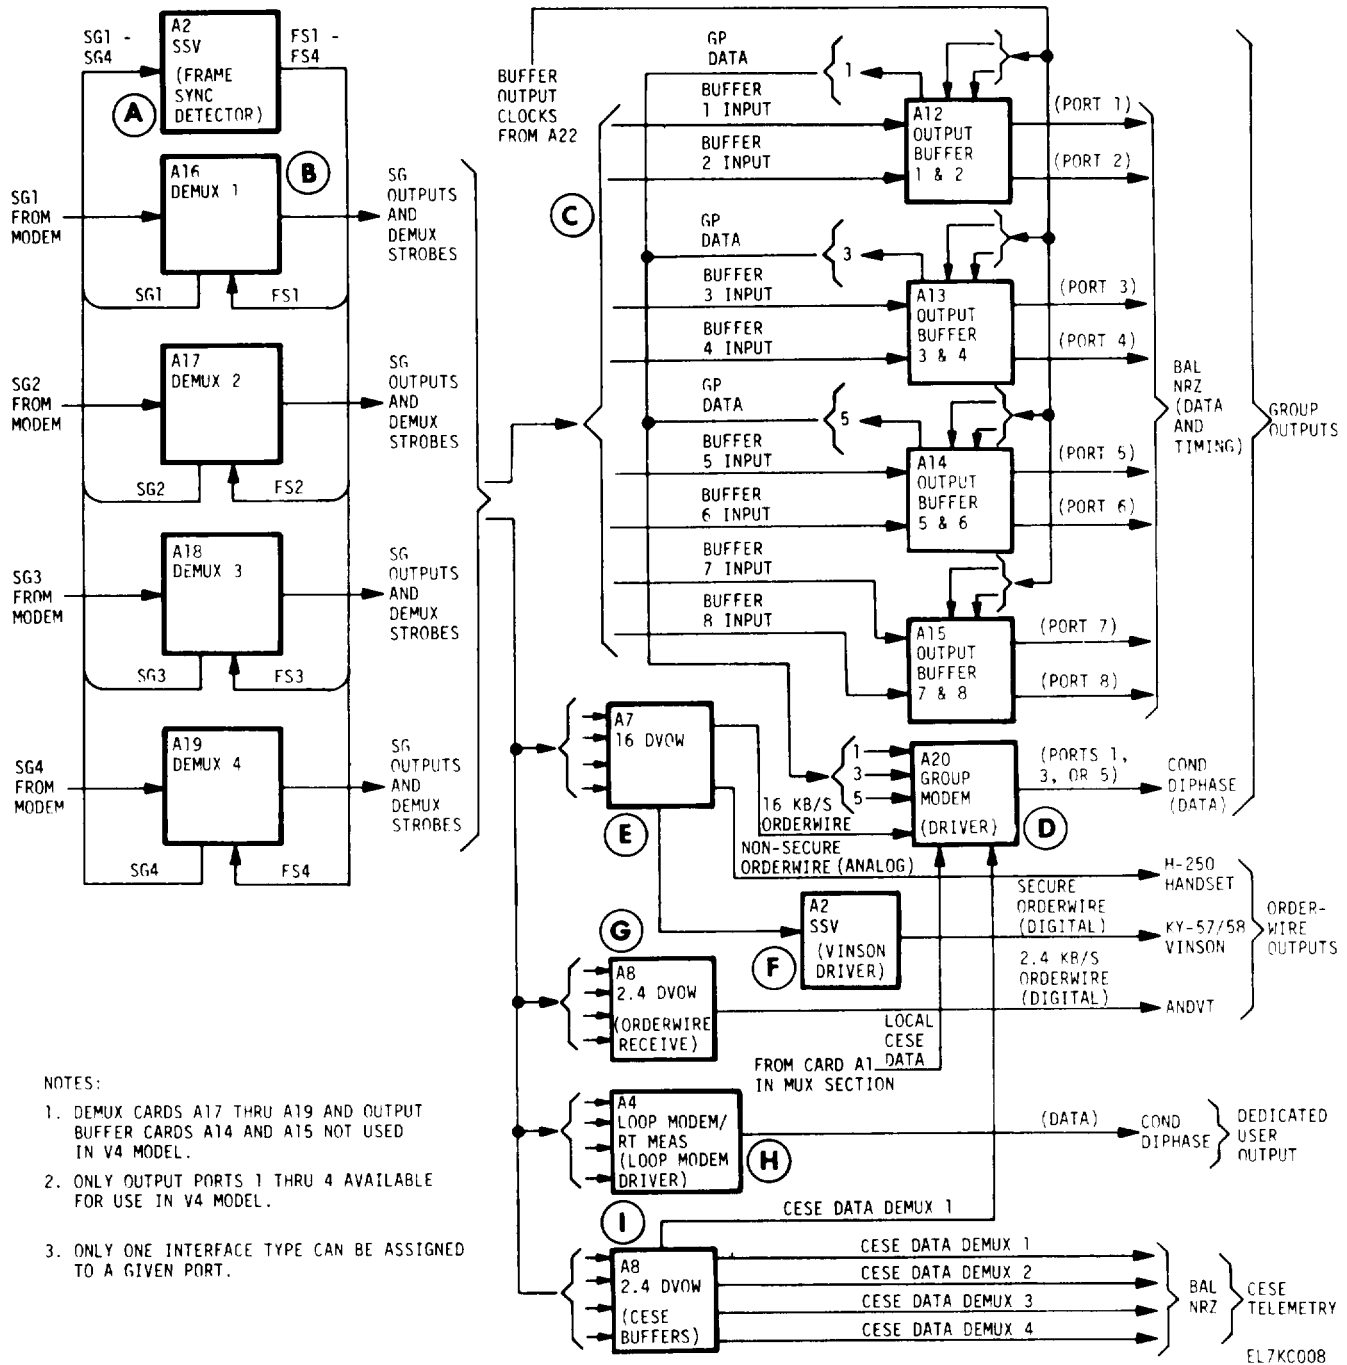 SG1 -
SG4
A2
SSV
(FRAME
SYNC
DETECTOR)
FS1 -
FS4
A
B
SG1
FROM
MODEM
A16
DEMUX 1
SG
OUTPUTS
AND
DEMUX
STROBES
SG1
FS1
SG2
FROM
MODEM
A17
DEMUX 2
SG
OUTPUTS
AND
DEMUX
STROBES
SG2
FS2
SG3
FROM
MODEM
A18
DEMUX 3
SG
OUTPUTS
AND
DEMUX
STROBES
SG3
FS3
SG4
FROM
MODEM
A19
DEMUX 4
SG
OUTPUTS
AND
DEMUX
STROBES
SG4
FS4
BUFFER
OUTPUT
CLOCKS
FROM A22
C
GP
DATA
1
BUFFER
1 INPUT
BUFFER
2 INPUT
A12
OUTPUT
BUFFER
1 & 2
(PORT 1)
(PORT 2)
GP
DATA
3
BUFFER
3 INPUT
BUFFER
4 INPUT
A13
OUTPUT
BUFFER
3 & 4
(PORT 3)
(PORT 4)
GP
DATA
5
BUFFER
5 INPUT
BUFFER
6 INPUT
A14
OUTPUT
BUFFER
5 & 6
(PORT 5)
(PORT 6)
BUFFER
7 INPUT
BUFFER
8 INPUT
A15
OUTPUT
BUFFER
7 & 8
(PORT 7)
(PORT 8)
BAL
NRZ
(DATA
AND
TIMING)
GROUP
OUTPUTS
A7
16 DVOW
E
16 KB/S
ORDERWIRE
NON-SECURE
ORDERWIRE (ANALOG)
1
3
5
A20
GROUP
MODEM
(DRIVER)
D
(PORTS 1,
3, OR 5)
COND
DIPHASE
(DATA)
H-250
HANDSET
A2
SSV
(VINSON
DRIVER)
F
SECURE
ORDERWIRE
(DIGITAL)
KY-57/58
VINSON
ORDER-
WIRE
OUTPUTS
G
A8
2.4 DVOW
(ORDERWIRE
RECEIVE)
2.4 KB/S
ORDERWIRE
(DIGITAL)
ANDVT
LOCAL
CESE
DATA
FROM CARD A1
IN MUX SECTION
A4
LOOP MODEM/
RT MEAS
(LOOP MODEM
DRIVER)
H
(DATA)
COND
DIPHASE
DEDICATED
USER
OUTPUT
I
CESE DATA DEMUX 1
A8
2.4 DVOW
(CESE
BUFFERS)
CESE DATA DEMUX 1
CESE DATA DEMUX 2
CESE DATA DEMUX 3
CESE DATA DEMUX 4
BAL
NRZ
CESE
TELEMETRY
NOTES:
1. DEMUX CARDS A17 THRU A19 AND OUTPUT
BUFFER CARDS A14 AND A15 NOT USED
IN V4 MODEL.
2. ONLY OUTPUT PORTS 1 THRU 4 AVAILABLE
FOR USE IN V4 MODEL.
3. ONLY ONE INTERFACE TYPE CAN BE ASSIGNED
TO A GIVEN PORT.
EL7KC008